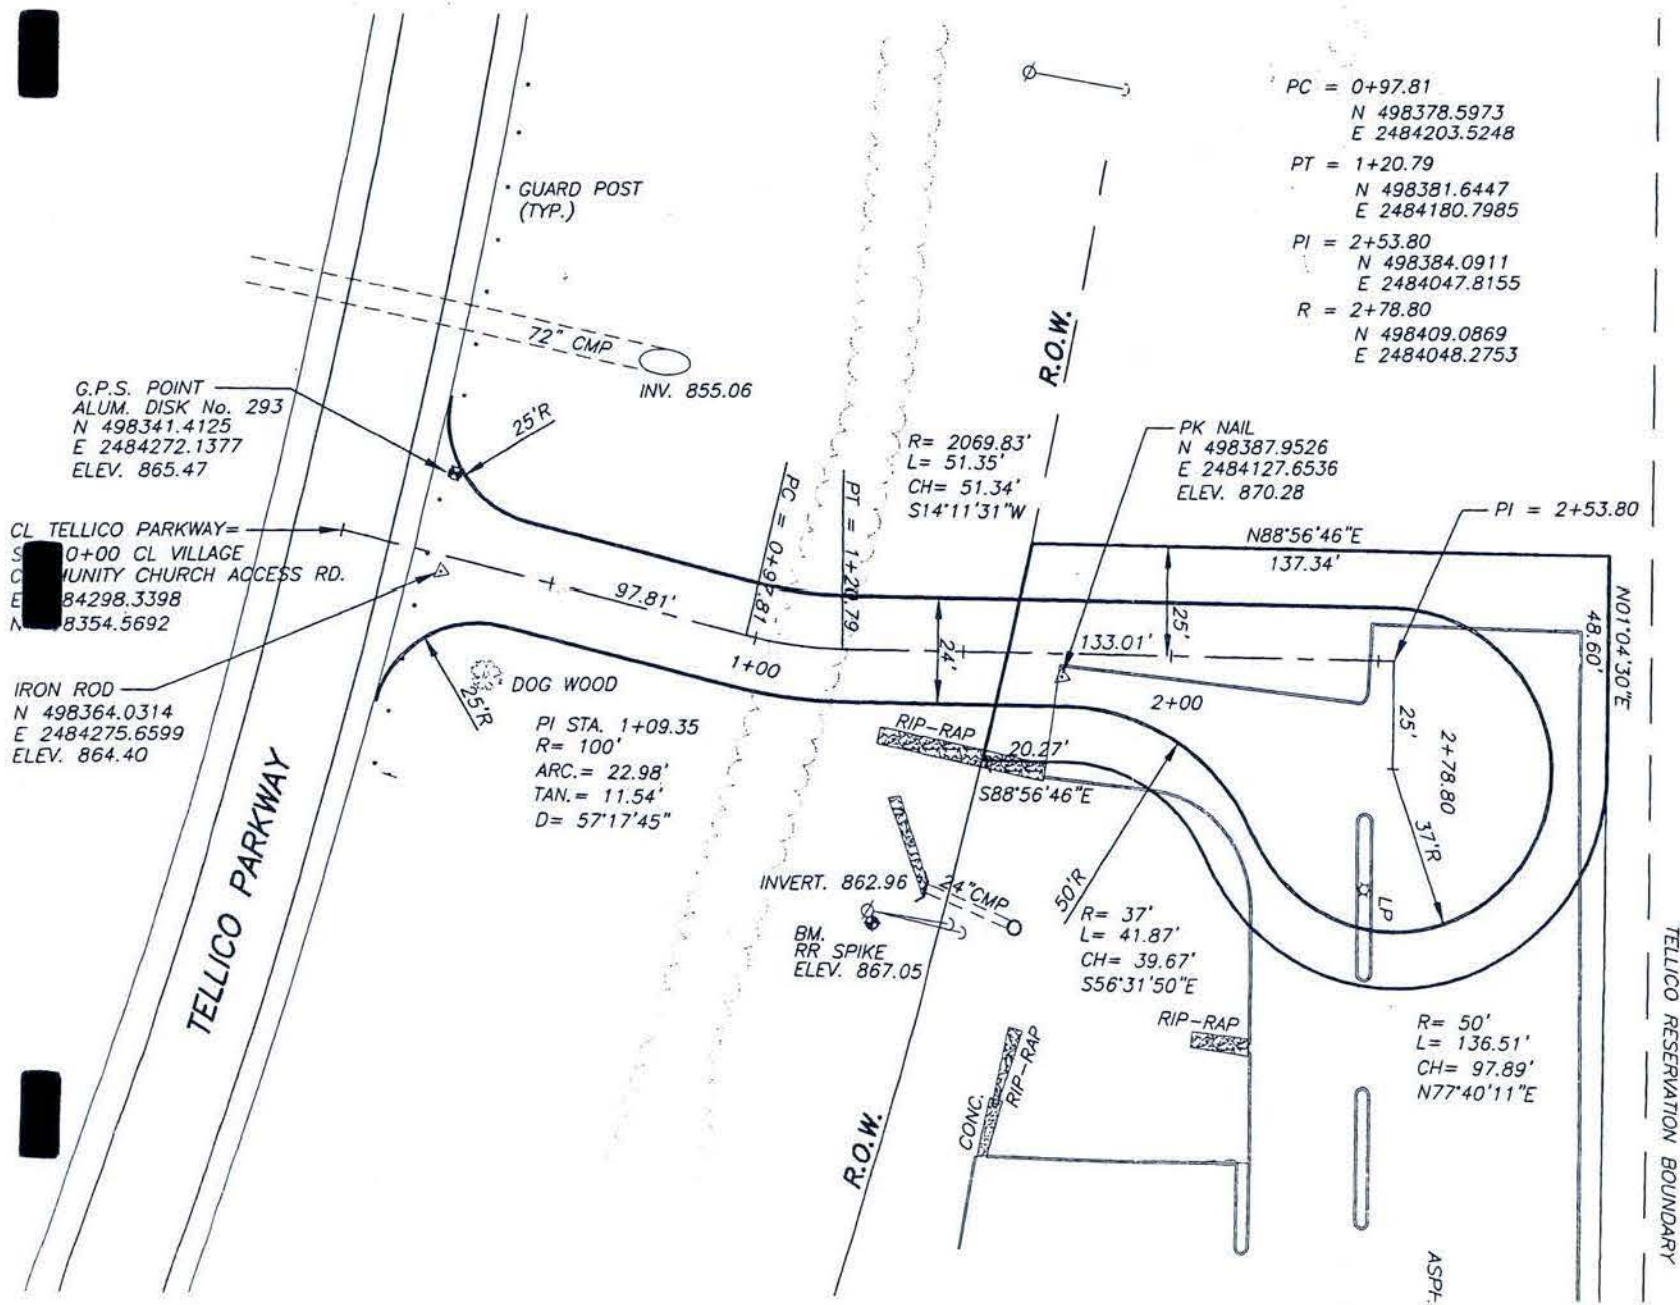 PC = 0+97.81
N 498378.5973
E 2484203.5248
PT = 1+20.79
N 498381.6447
E 2484180.7985
PI = 2+53.80
N 498384.0911
E 2484047.8155
R = 2+78.80
N 498409.0869
E 2484048.2753
GUARD POST
(TYP.)
72" CMP
INV. 855.06
G.P.S. POINT
ALUM. DISK No. 293
N 498341.4125
E 2484272.1377
ELEV. 865.47
25'R
R.O.W.
R= 2069.83'
L= 51.35'
CH= 51.34'
S14°11'31"W
PK NAIL
N 498387.9526
E 2484127.6536
ELEV. 870.28
PI = 2+53.80
CL TELLICO PARKWAY=
0+00 CL VILLAGE
MUNITY CHURCH ACCESS RD.
E 84298.3398
N 8354.5692
PC = 0+97.81
PT = 1+20.79
97.81'
N88°56'46"E
137.34'
N01°04'30"E
48.60'
25'
24'
133.01'
1+00
2+00
IRON ROD
N 498364.0314
E 2484275.6599
ELEV. 864.40
DOG WOOD
25'R
PI STA. 1+09.35
R= 100'
ARC.= 22.98'
TAN.= 11.54'
D= 57°17'45"
RIP-RAP
20.27'
S88°56'46"E
25'
2+78.80
37'R
TELLICO PARKWAY
INVERT. 862.96
24"CMP
50'R
LP
BM.
RR SPIKE
ELEV. 867.05
R= 37'
L= 41.87'
CH= 39.67'
S56°31'50"E
RIP-RAP
R= 50'
L= 136.51'
CH= 97.89'
N77°40'11"E
CONC.
RIP-RAP
R.O.W.
TELLICO RESERVATION BOUNDARY
ASPH